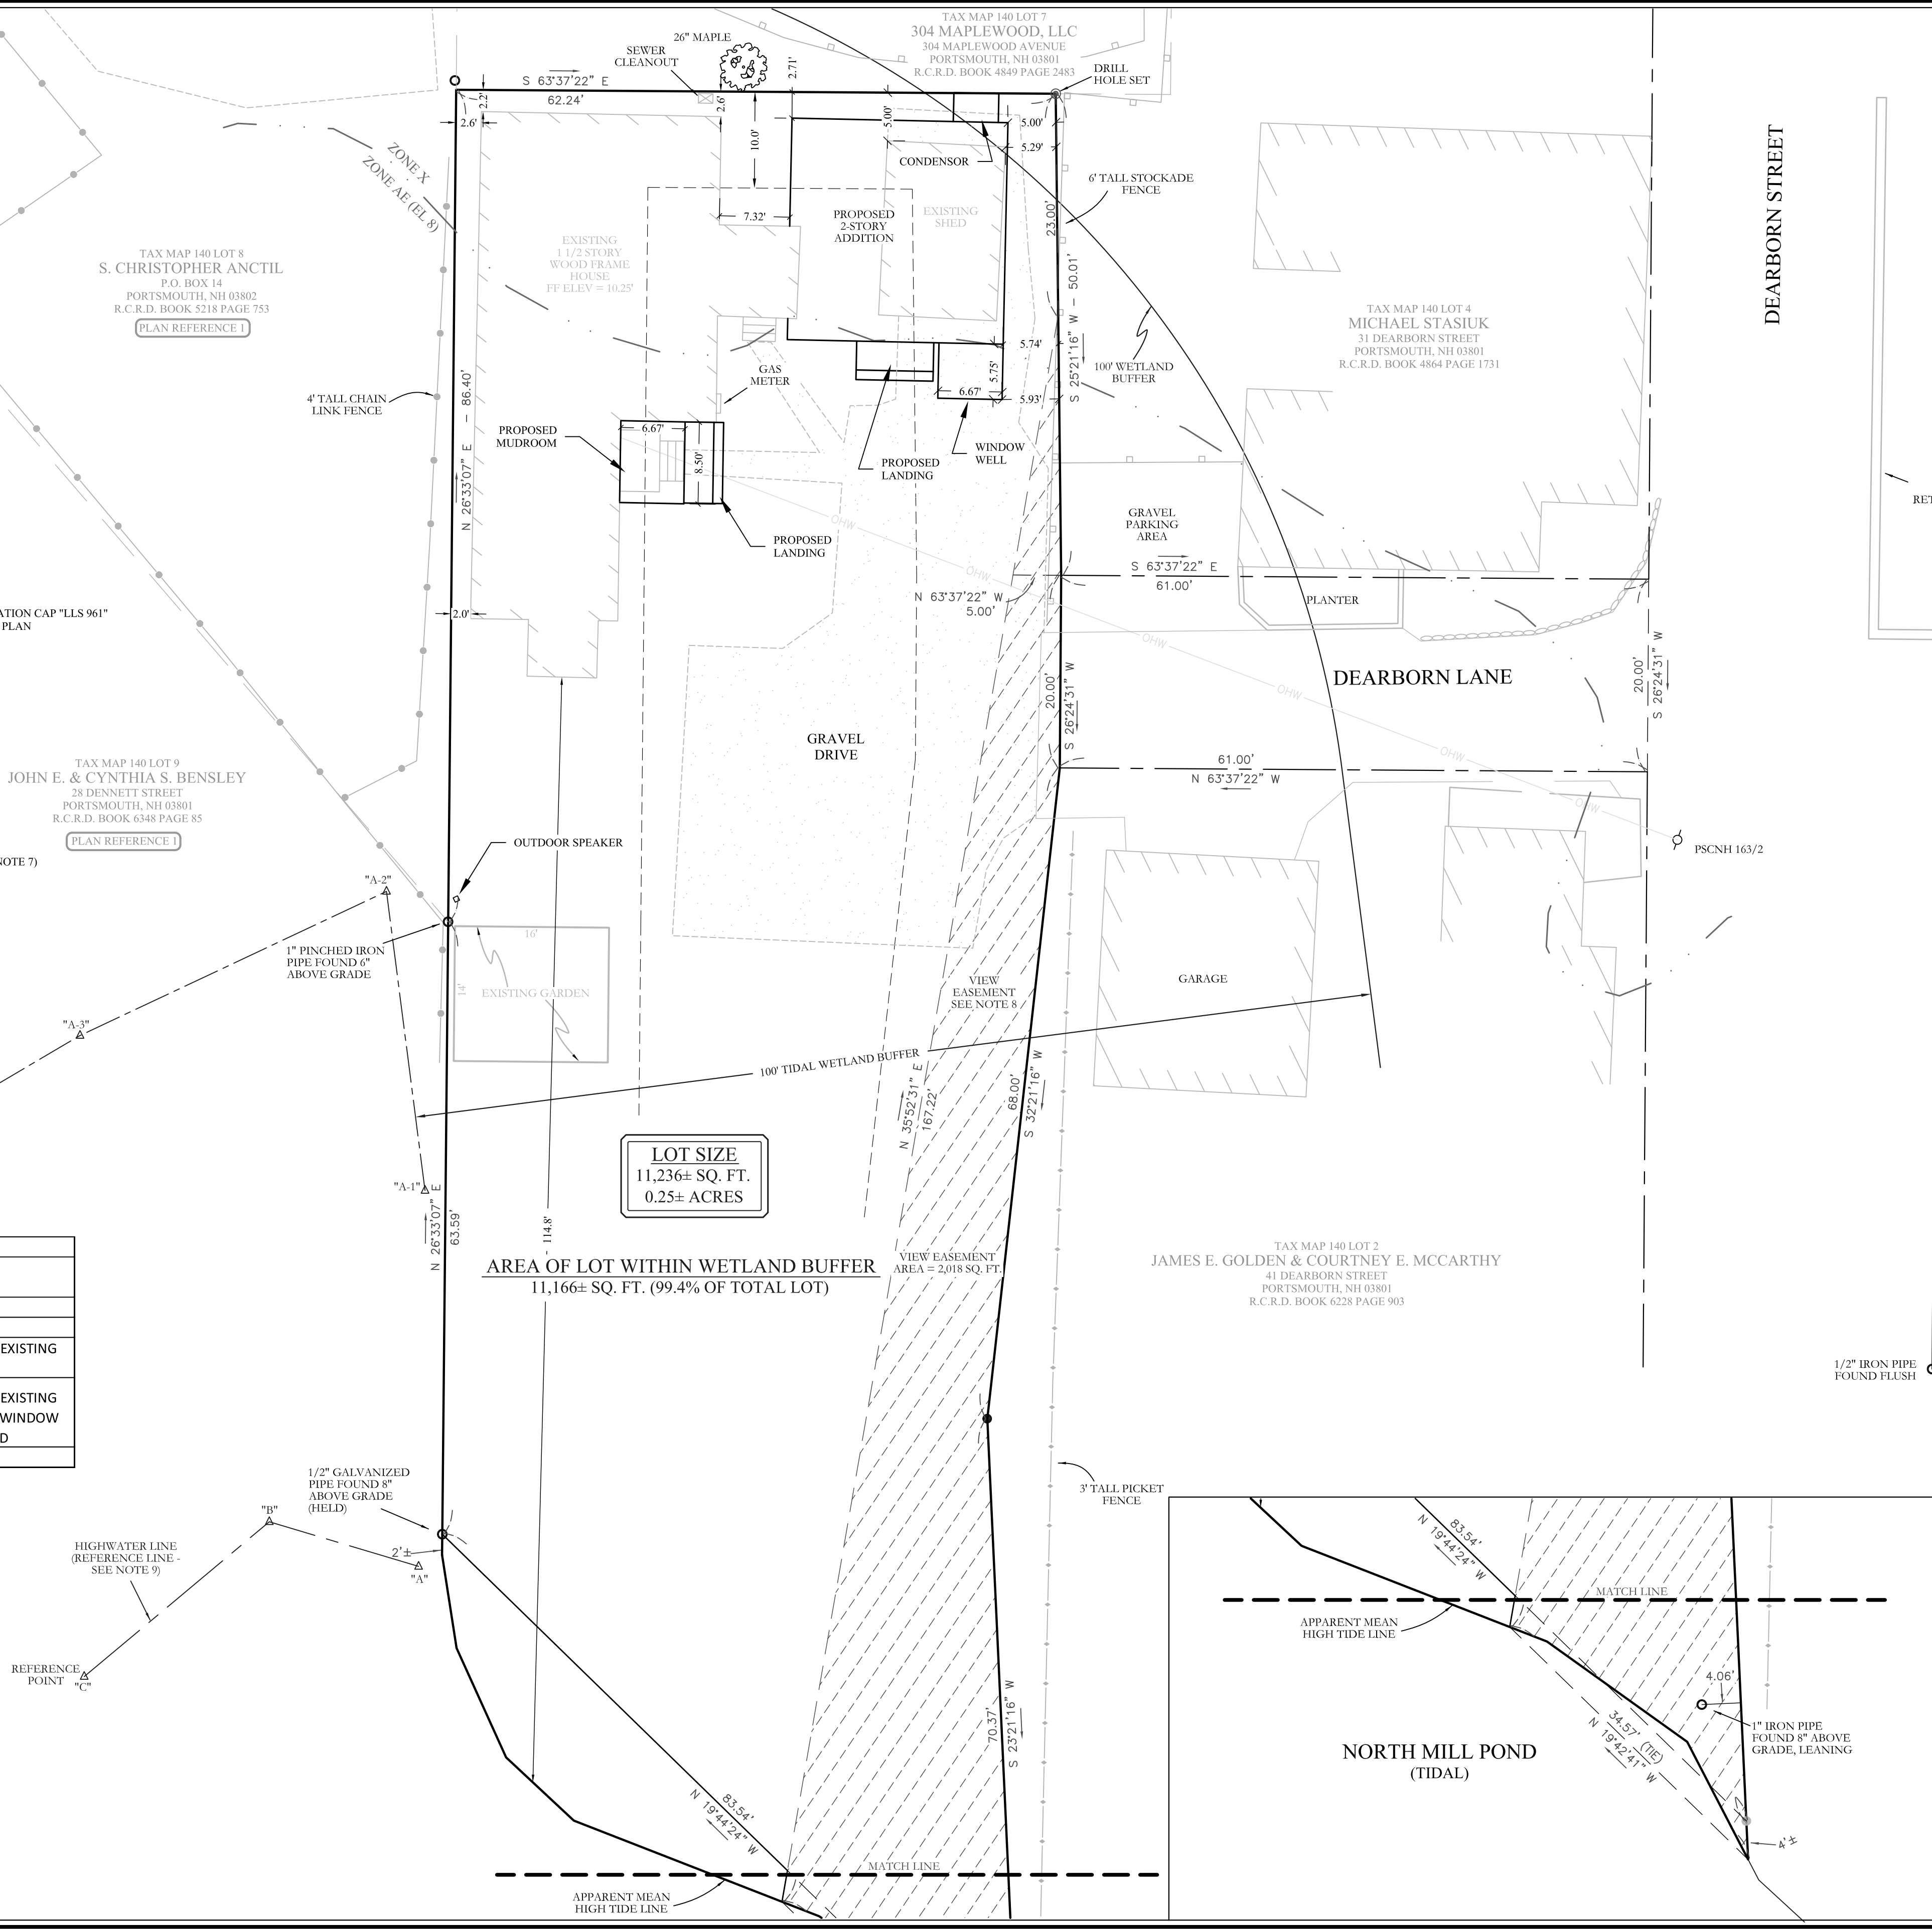 TAX MAP 140 LOT 7
304 MAPLEWOOD, LLC
304 MAPLEWOOD AVENUE
PORTSMOUTH, NH 03801
R.C.R.D. BOOK 4849 PAGE 2483
26" MAPLE
SEWER
CLEANOUT
2.71'
DRILL
HOLE SET
S 63°37'22" E
62.24'
2.2'
2.6'
2.6'
10.0'
5.00'
5.00'
5.29'
CONDENSOR
ZONE X
ZONE AE (EL 8)
6' TALL STOCKADE
FENCE
7.32'
PROPOSED
2-STORY
ADDITION
EXISTING
SHED
23.00'
EXISTING
1 1/2 STORY
WOOD FRAME
HOUSE
FF ELEV = 10.25'
DEARBORN STREET
TAX MAP 140 LOT 8
S. CHRISTOPHER ANCTIL
P.O. BOX 14
PORTSMOUTH, NH 03802
R.C.R.D. BOOK 5218 PAGE 753
PLAN REFERENCE 1
S 25°21'16" W - 50.01'
TAX MAP 140 LOT 4
MICHAEL STASIUK
31 DEARBORN STREET
PORTSMOUTH, NH 03801
R.C.R.D. BOOK 4864 PAGE 1731
5.74'
100' WETLAND
BUFFER
GAS
METER
5.75'
6.67'
5.93'
4' TALL CHAIN
LINK FENCE
N 26°33'07" E - 86.40'
PROPOSED
MUDROOM
6.67'
8.50'
PROPOSED
LANDING
WINDOW
WELL
PROPOSED
LANDING
OHW
GRAVEL
PARKING
AREA
RET
OHW
S 63°37'22" E
61.00'
N 63°37'22" W
5.00'
PLANTER
2.0'
ATION CAP "LLS 961"
PLAN
OHW
20.00'
S 26°24'31" W
DEARBORN LANE
OHW
20.00'
S 26°24'31" W
GRAVEL
DRIVE
61.00'
N 63°37'22" W
OHW
TAX MAP 140 LOT 9
JOHN E. & CYNTHIA S. BENSLEY
28 DENNETT STREET
PORTSMOUTH, NH 03801
R.C.R.D. BOOK 6348 PAGE 85
PLAN REFERENCE 1
OHW
OUTDOOR SPEAKER
PSCNH 163/2
NOTE 7)
"A-2"
1" PINCHED IRON
PIPE FOUND 6"
ABOVE GRADE
16'
14'
EXISTING GARDEN
VIEW
EASEMENT
SEE NOTE 8
GARAGE
"A-3"
100' TIDAL WETLAND BUFFER
N 35°52'31" E
167.22'
68.00'
S 32°21'16" W
"A-1"
LOT SIZE
11,236± SQ. FT.
0.25± ACRES
N 26°33'07" E
63.59'
114.8'
AREA OF LOT WITHIN WETLAND BUFFER
11,166± SQ. FT. (99.4% OF TOTAL LOT)
VIEW EASEMENT
AREA = 2,018 SQ. FT.
TAX MAP 140 LOT 2
JAMES E. GOLDEN & COURTNEY E. MCCARTHY
41 DEARBORN STREET
PORTSMOUTH, NH 03801
R.C.R.D. BOOK 6228 PAGE 903
EXISTING
EXISTING
WINDOW
D
1/2" IRON PIPE
FOUND FLUSH
1/2" GALVANIZED
PIPE FOUND 8"
ABOVE GRADE
(HELD)
3' TALL PICKET
FENCE
"B"
HIGHWATER LINE
(REFERENCE LINE -
SEE NOTE 9)
2'±
"A"
REFERENCE
POINT
"C"
70.37'
S 23°21'16" W
83.54'
N 19°44'24" W
MATCH LINE
APPARENT MEAN
HIGH TIDE LINE
83.54'
N 19°44'24" W
MATCH LINE
APPARENT MEAN
HIGH TIDE LINE
4.06'
34.57' (TIE)
N 19°42'41" W
1" IRON PIPE
FOUND 8" ABOVE
GRADE, LEANING
NORTH MILL POND
(TIDAL)
4'±